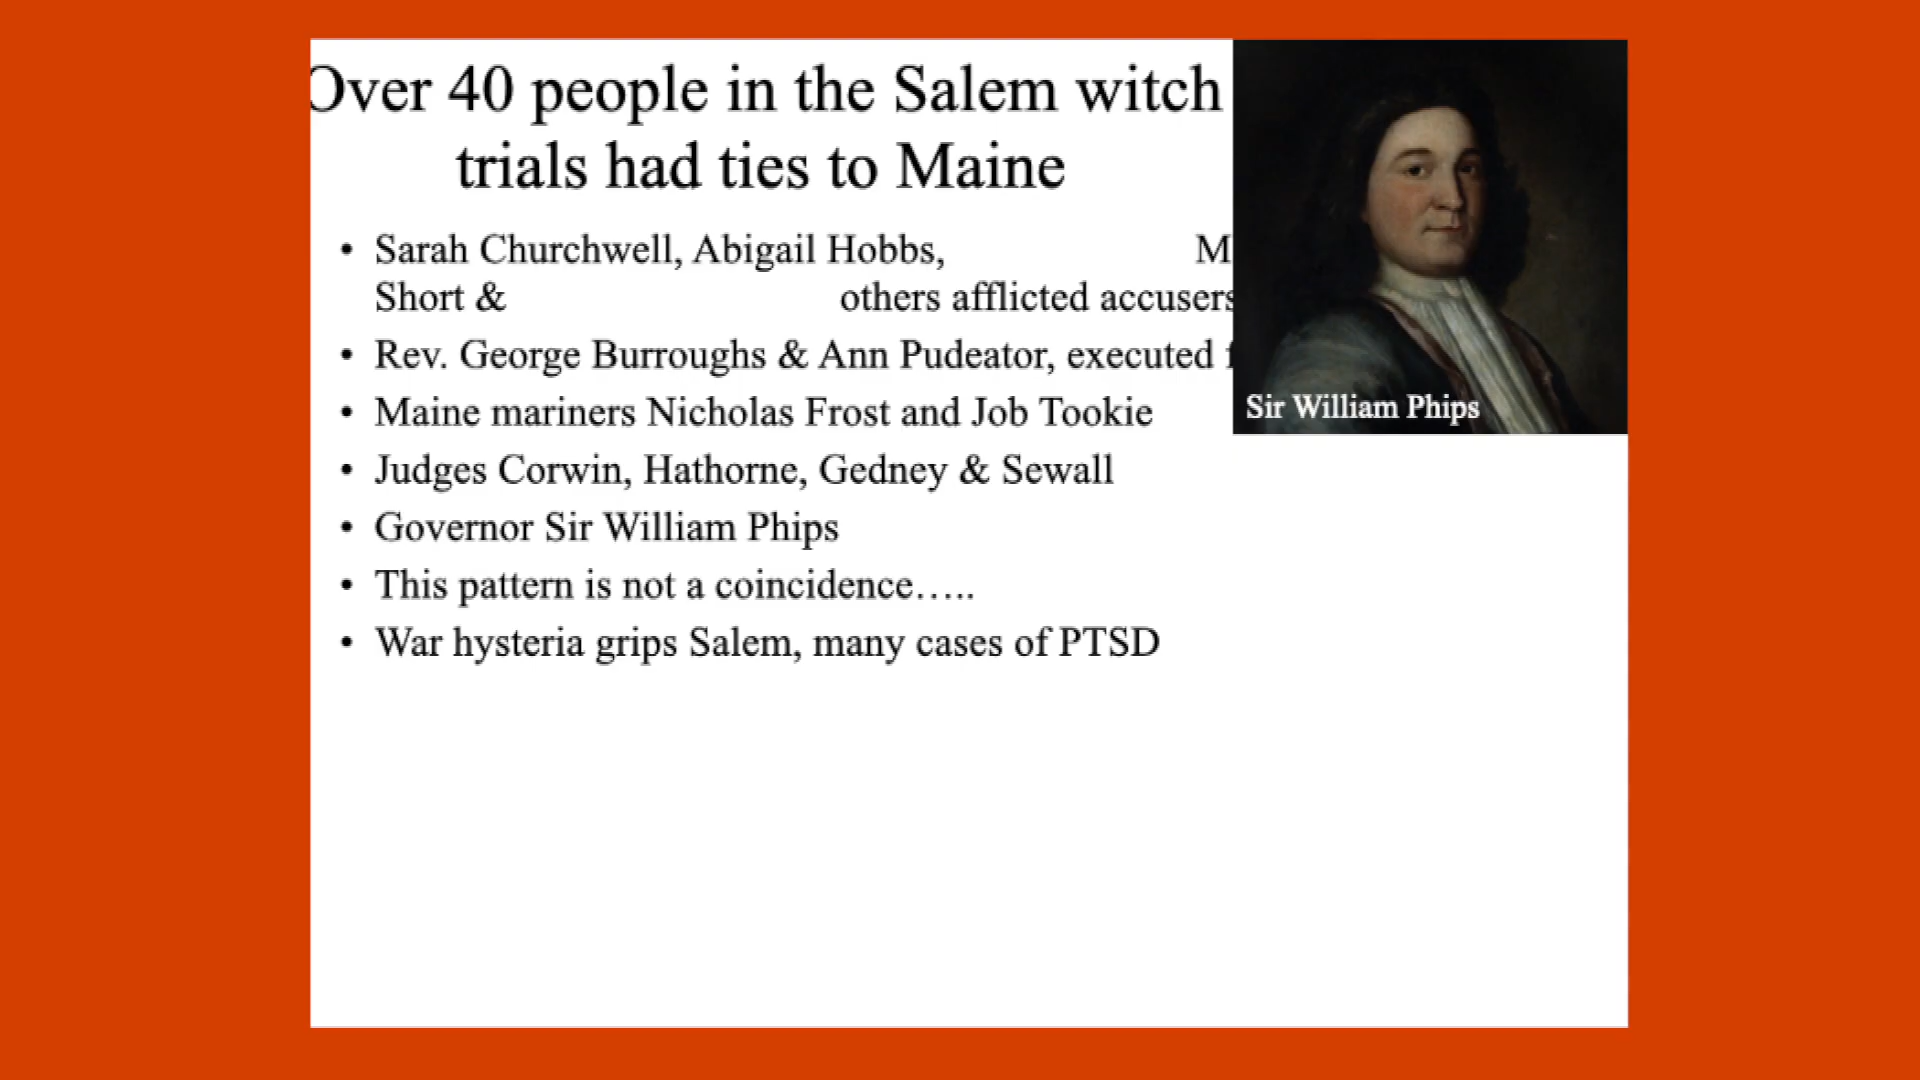 Over 40 people in the Salem witch
trials had ties to Maine
• Sarah Churchwell, Abigail Hobbs,
Short & others afflicted accusers
• Rev. George Burroughs & Ann Pudeator, executed
• Maine mariners Nicholas Frost and Job Tookie
• Judges Corwin, Hathorne, Gedney & Sewall
• Governor Sir William Phips
• This pattern is not a coincidence…..
• War hysteria grips Salem, many cases of PTSD
Sir William Phips